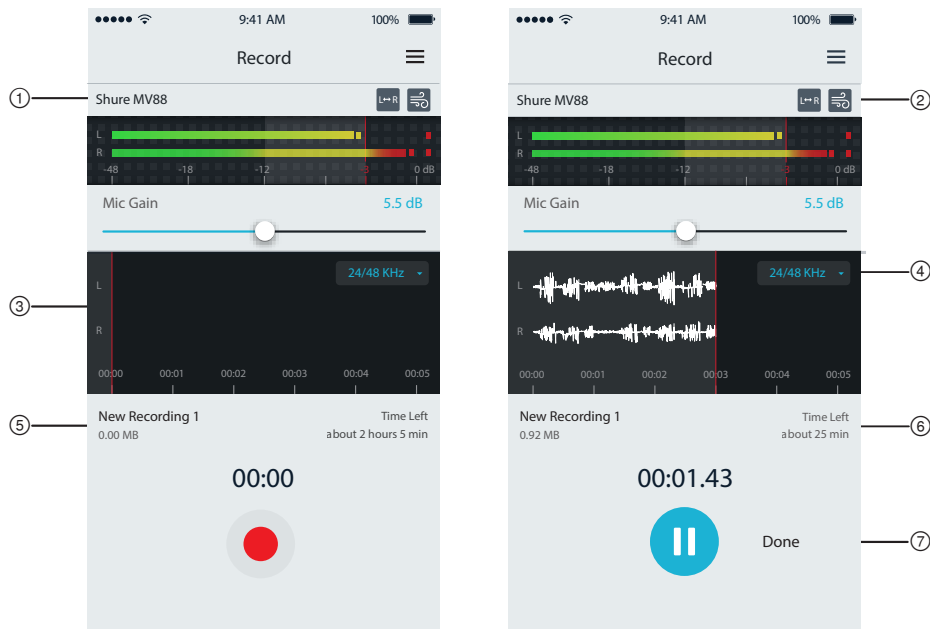 9:41 AM 100%
Record
① Shure MV88 L↔R
L
R
-48 -18 -12 -3 0 dB
Mic Gain 5.5 dB
24/48 KHz
③ L
R
00:00 00:01 00:02 00:03 00:04 00:05
⑤ New Recording 1 Time Left
0.00 MB about 2 hours 5 min
00:00
9:41 AM 100%
Record
Shure MV88 L↔R ②
L
R
-48 -18 -12 -3 0 dB
Mic Gain 5.5 dB
24/48 KHz ④
L
R
00:00 00:01 00:02 00:03 00:04 00:05
New Recording 1 Time Left ⑥
0.92 MB about 25 min
00:01.43
Done ⑦